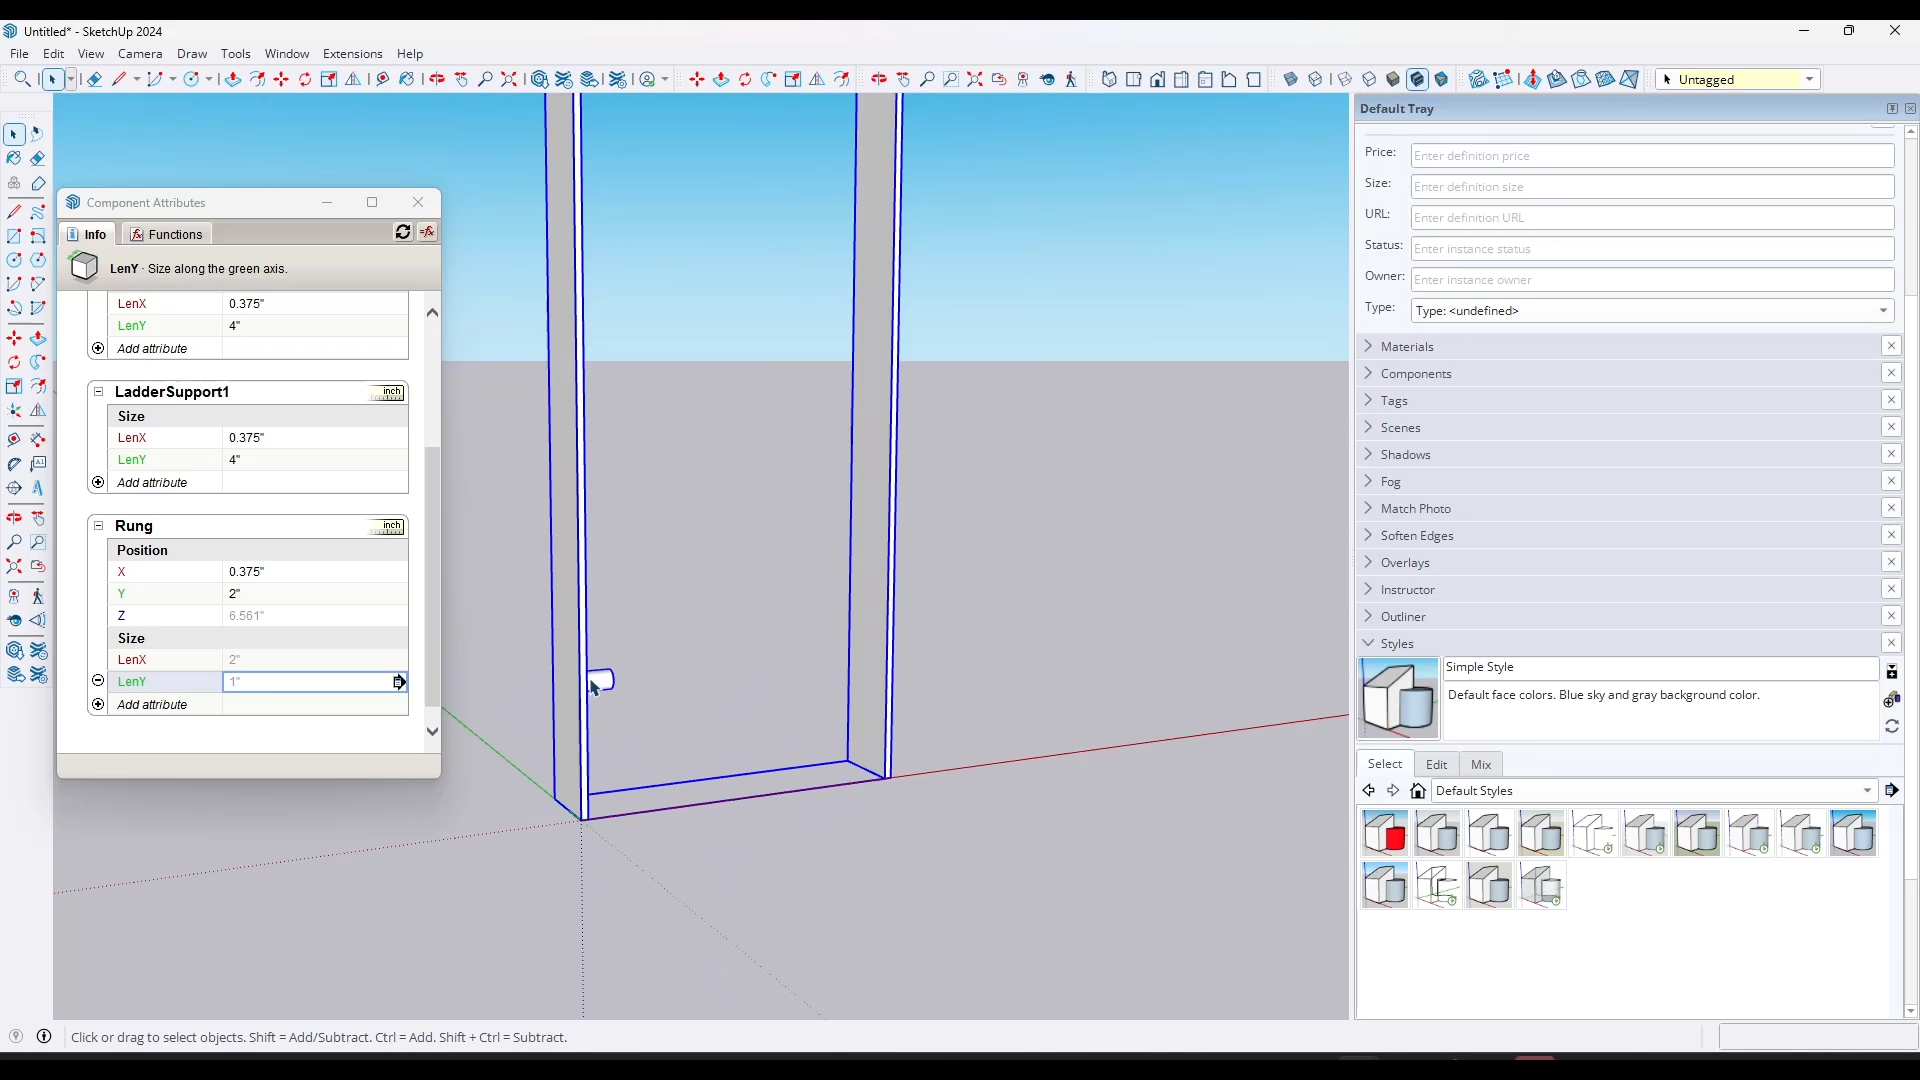 Untitled* - SketchUp 2024
File Edit View Camera Draw Tools Window Extensions Help
Untagged
Component Attributes
Info Functions =fx
LenY · Size along the green axis.
LenX 0.375"
LenY 4"
Add attribute
LadderSupport1 inch
Size
LenX 0.375"
LenY 4"
Add attribute
Rung inch
Position
X 0.375"
Y 2"
Z 6.561"
Size
LenX 2"
LenY 1"
Add attribute
Default Tray
Price: Enter definition price
Size: Enter definition size
URL: Enter definition URL
Status: Enter instance status
Owner: Enter instance owner
Type: Type: <undefined>
Materials
Components
Tags
Scenes
Shadows
Fog
Match Photo
Soften Edges
Overlays
Instructor
Outliner
Styles
Simple Style
Default face colors. Blue sky and gray background color.
Select Edit Mix
Default Styles
Click or drag to select objects. Shift = Add/Subtract. Ctrl = Add. Shift + Ctrl = Subtract.